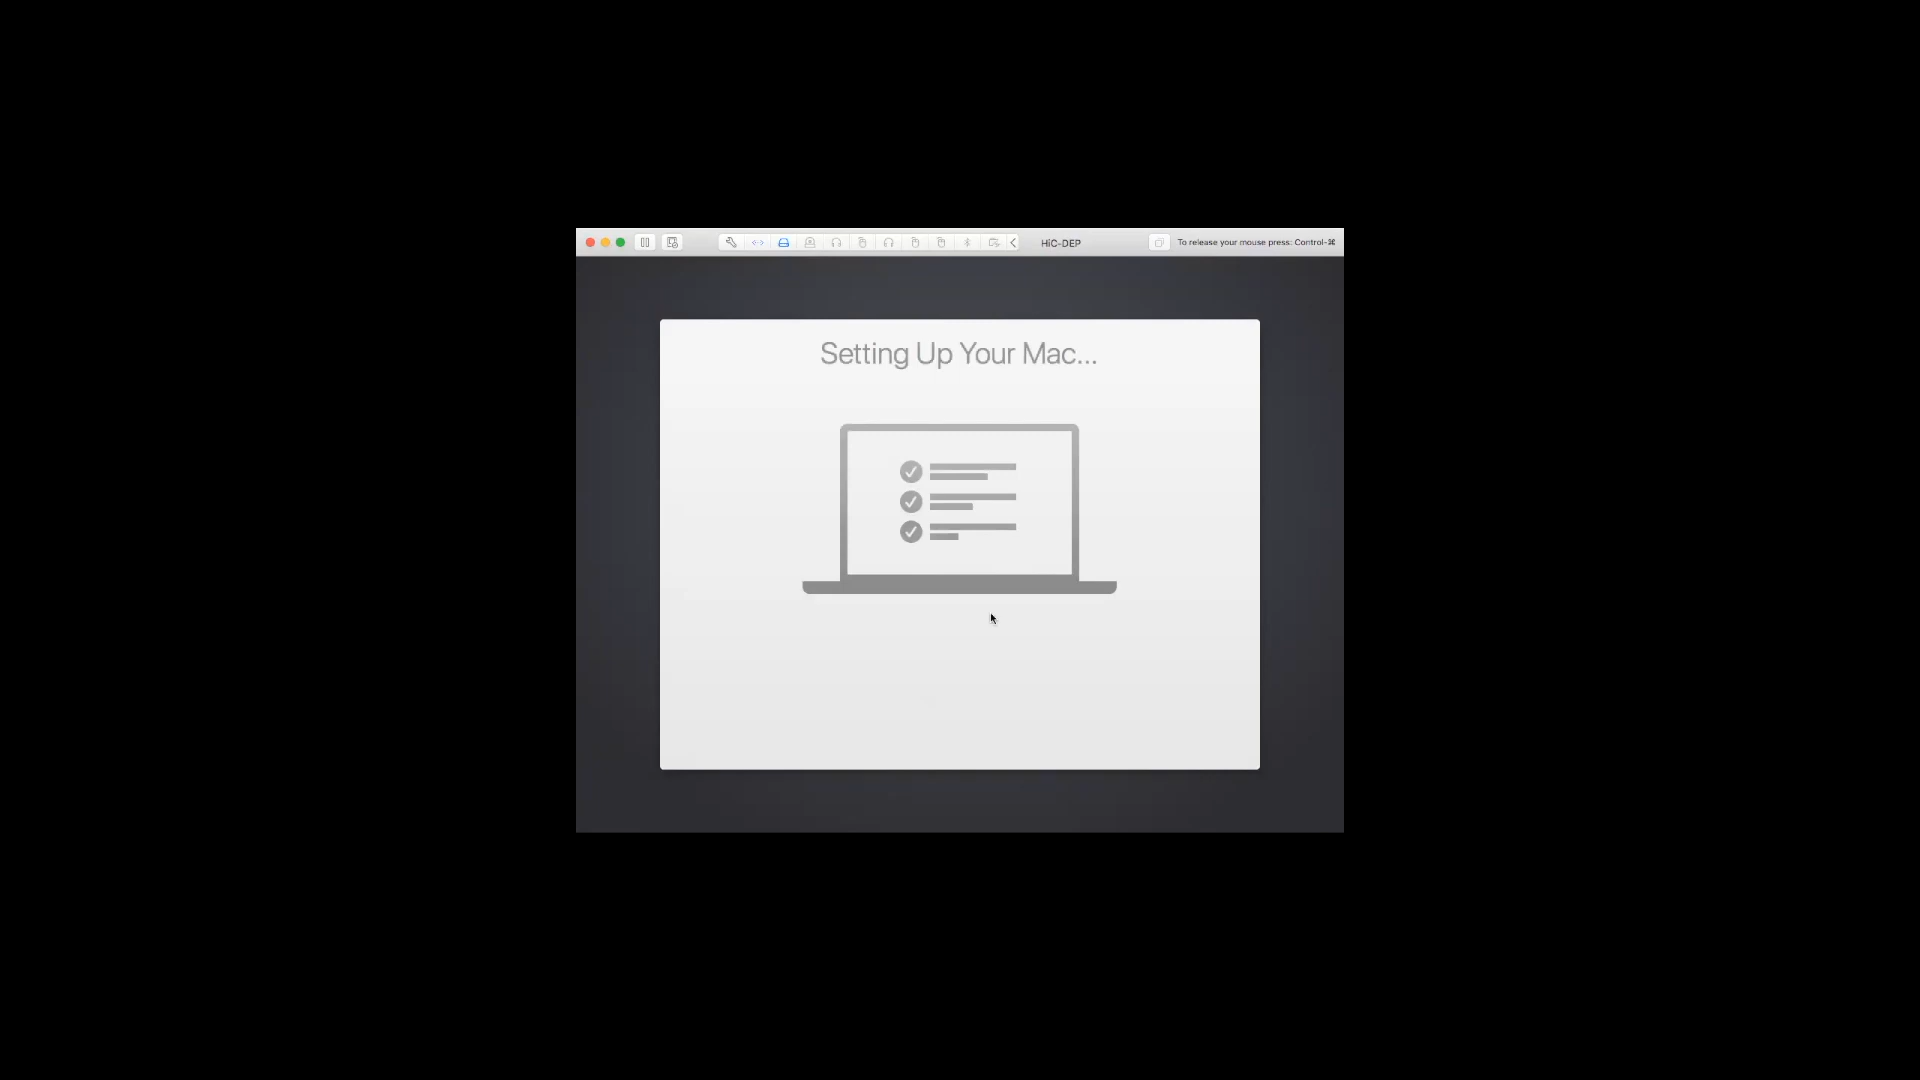 HiC-DEP
To release your mouse press: Control-⌘
Setting Up Your Mac...